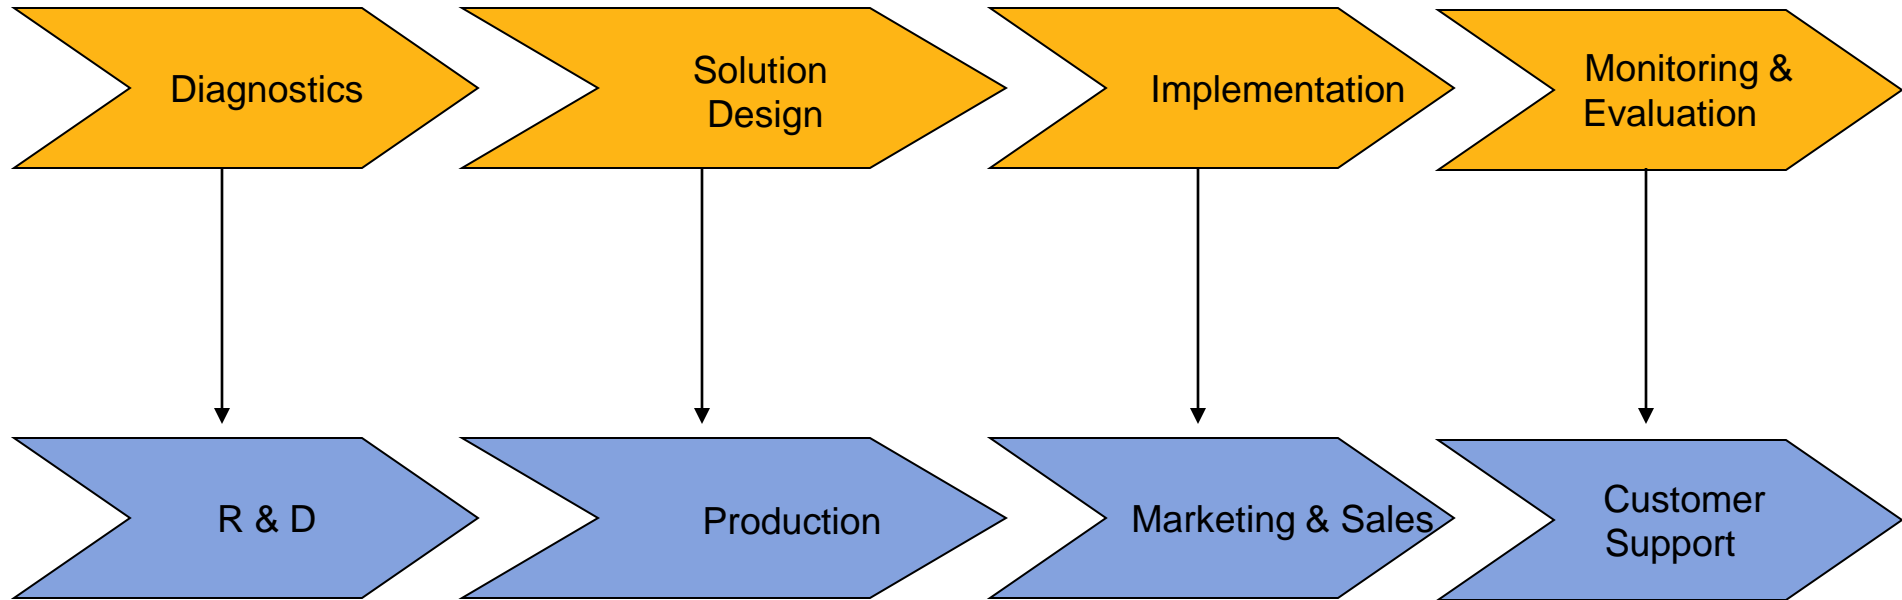 Diagnostics
Solution
Design
Implementation
Monitoring &
Evaluation
R & D
Production
Marketing & Sales
Customer
Support